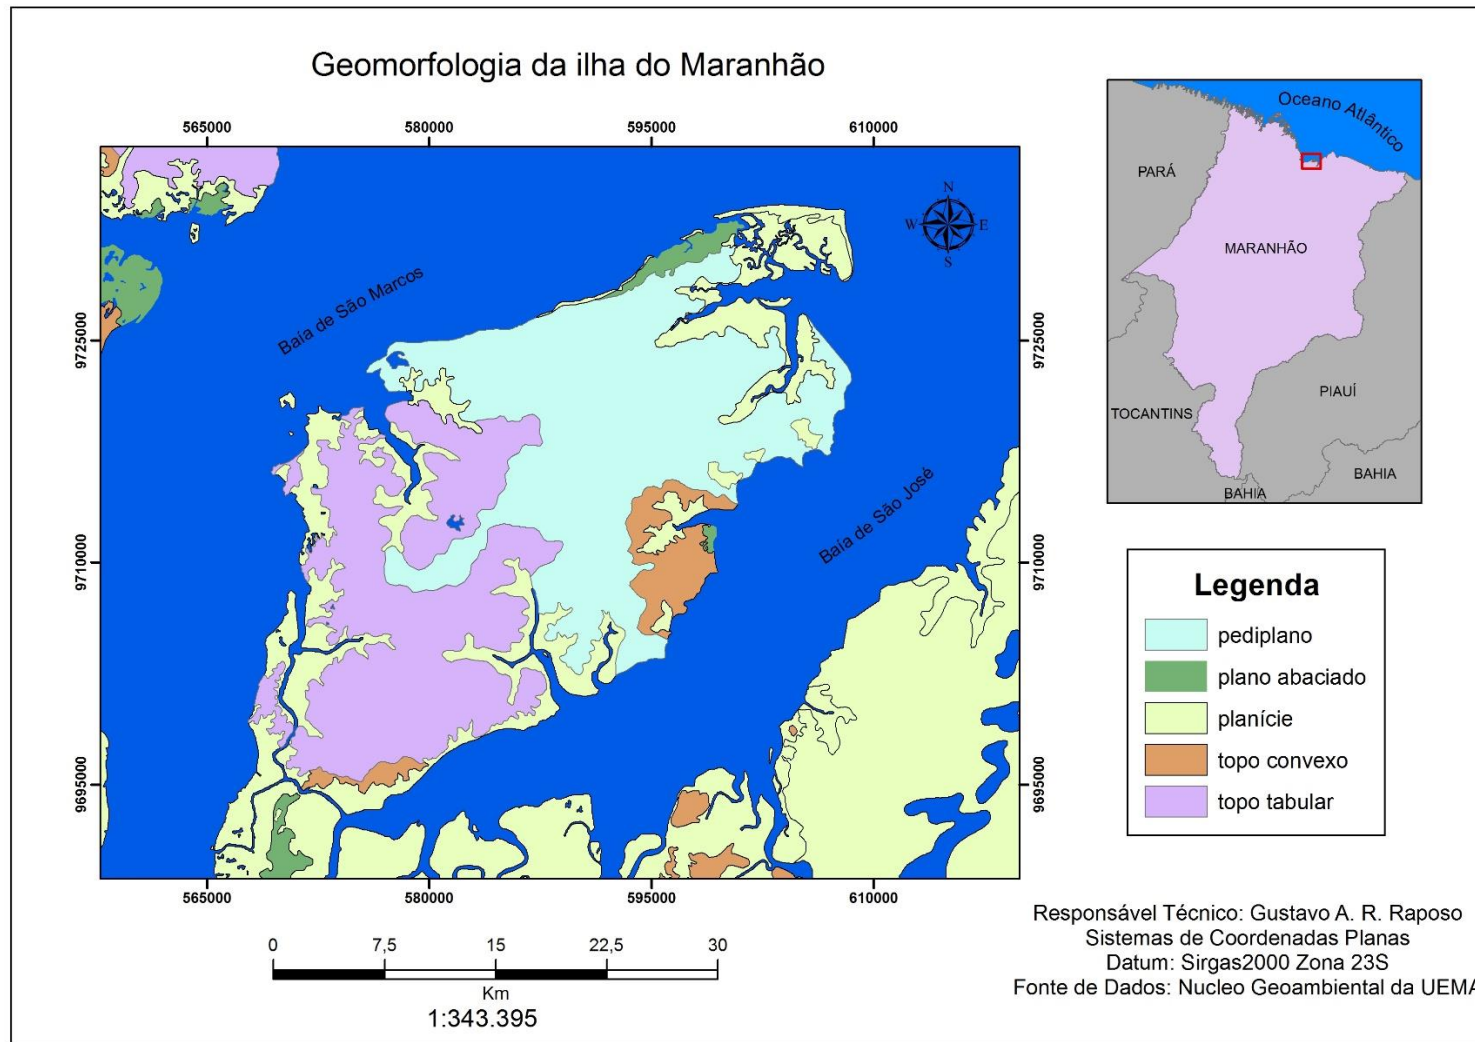 Geomorfologia da ilha do Maranhão
565000
580000
595000
610000
9725000
9725000
9710000
9710000
9695000
9695000
565000
580000
595000
610000
N
W
E
S
Baía de São Marcos
Baía de São José
Oceano Atlântico
PARÁ
MARANHÃO
PIAUÍ
TOCANTINS
BAHIA
BAHIA
Legenda
pediplano
plano abaciado
planície
topo convexo
topo tabular
0 7,5 15 22,5 30
Km
1:343.395
Responsável Técnico: Gustavo A. R. Raposo
Sistemas de Coordenadas Planas
Datum: Sirgas2000 Zona 23S
Fonte de Dados: Nucleo Geoambiental da UEMA